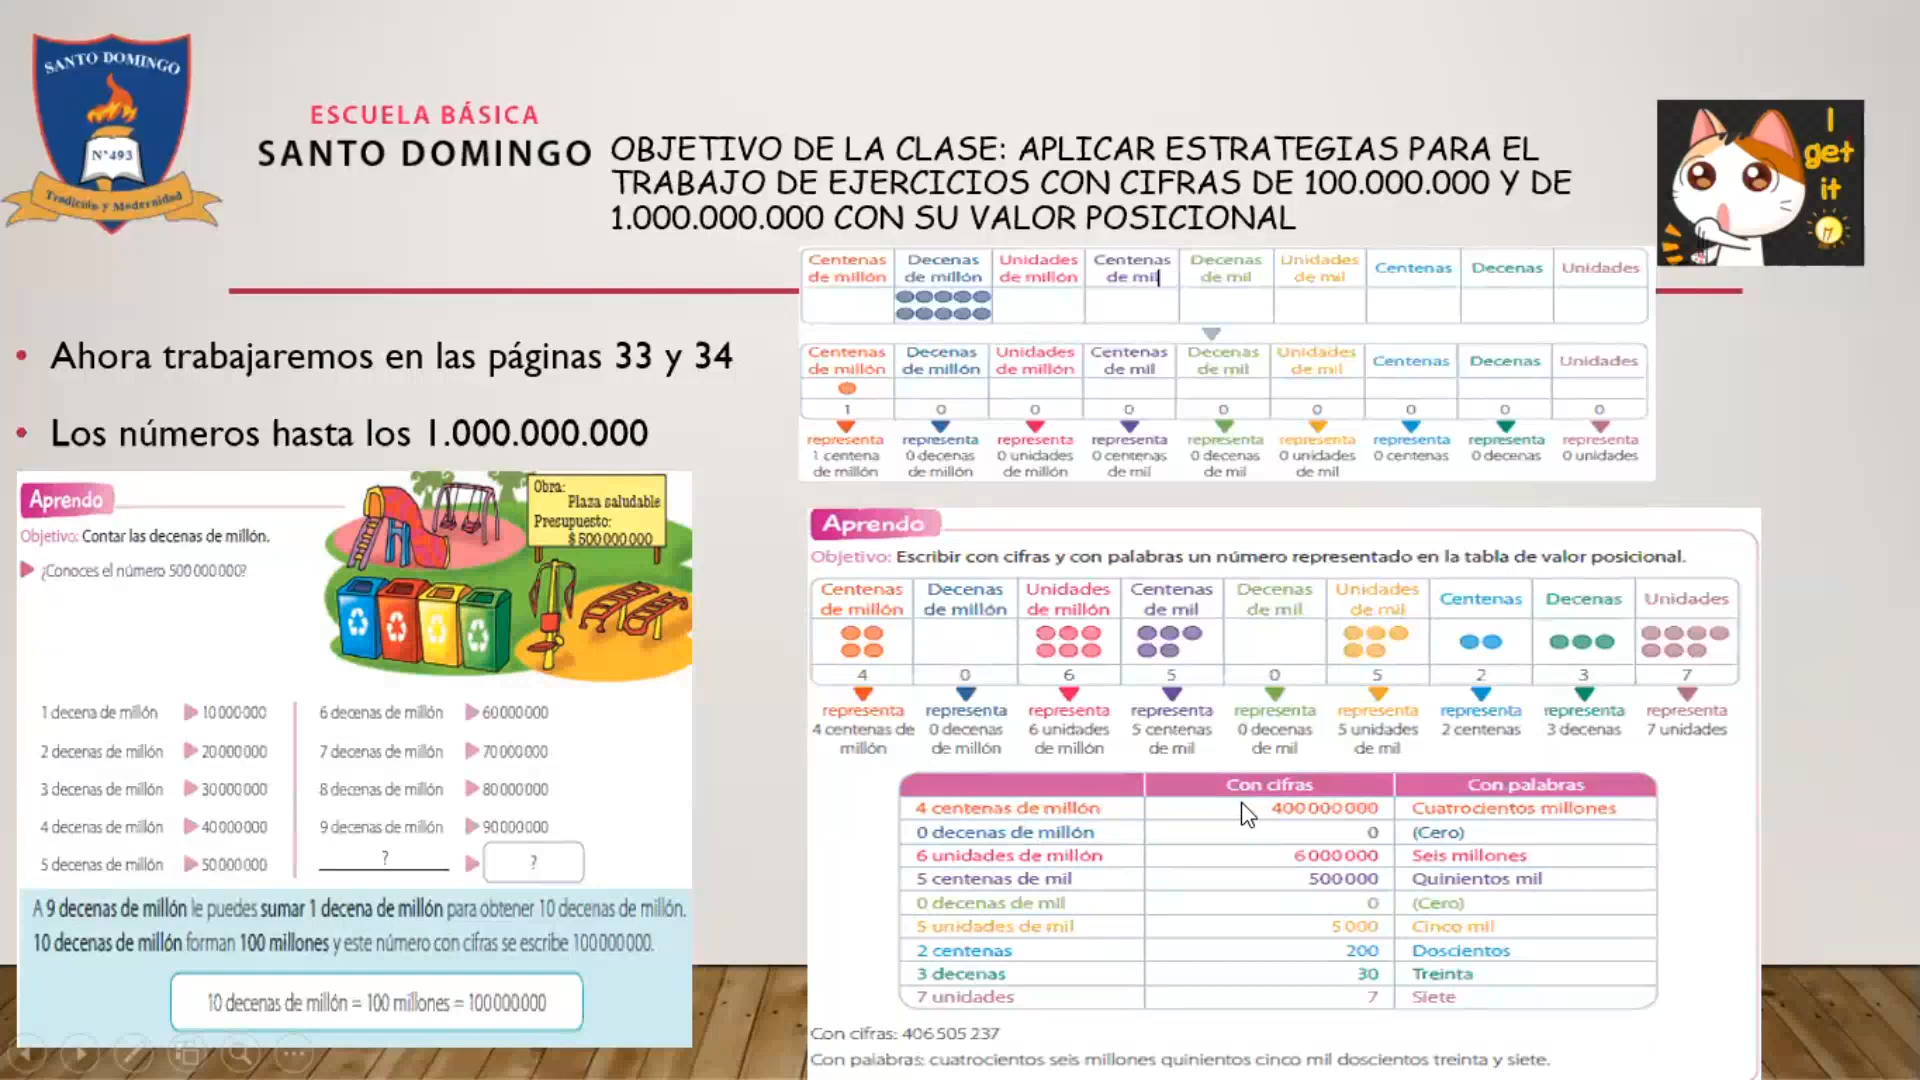 SANTO DOMINGO
N°493
Tradición y Modernidad
ESCUELA BÁSICA
SANTO DOMINGO
OBJETIVO DE LA CLASE: APLICAR ESTRATEGIAS PARA EL
TRABAJO DE EJERCICIOS CON CIFRAS DE 100.000.000 Y DE
1.000.000.000 CON SU VALOR POSICIONAL
I
get
it
• Ahora trabajaremos en las páginas 33 y 34
• Los números hasta los 1.000.000.000
Centenas de millón Decenas de millón Unidades de millón Centenas de mil Decenas de mil Unidades de mil Centenas Decenas Unidades
Centenas de millón Decenas de millón Unidades de millón Centenas de mil Decenas de mil Unidades de mil Centenas Decenas Unidades
1 0 0 0 0 0 0 0 0
representa representa representa representa representa representa representa representa representa
1 centena 0 decenas 0 unidades 0 centenas 0 decenas 0 unidades 0 centenas 0 decenas 0 unidades
de millón de millón de millón de mil de mil de mil
Aprendo
Objetivo: Contar las decenas de millón.
¿Conoces el número 500 000 000?
Obra:
Plaza saludable
Presupuesto:
$ 500 000 000
1 decena de millón 10 000 000 6 decenas de millón 60 000 000
2 decenas de millón 20 000 000 7 decenas de millón 70 000 000
3 decenas de millón 30 000 000 8 decenas de millón 80 000 000
4 decenas de millón 40 000 000 9 decenas de millón 90 000 000
5 decenas de millón 50 000 000 ? ?
A 9 decenas de millón le puedes sumar 1 decena de millón para obtener 10 decenas de millón.
10 decenas de millón forman 100 millones y este número con cifras se escribe 100 000 000.
10 decenas de millón = 100 millones = 100 000 000
Aprendo
Objetivo: Escribir con cifras y con palabras un número representado en la tabla de valor posicional.
Centenas de millón Decenas de millón Unidades de millón Centenas de mil Decenas de mil Unidades de mil Centenas Decenas Unidades
4 0 6 5 0 5 2 3 7
representa representa representa representa representa representa representa representa representa
4 centenas de 0 decenas 6 unidades 5 centenas 0 decenas 5 unidades 2 centenas 3 decenas 7 unidades
millón de millón de millón de mil de mil de mil
Con cifras Con palabras
4 centenas de millón 400 000 000 Cuatrocientos millones
0 decenas de millón 0 (Cero)
6 unidades de millón 6 000 000 Seis millones
5 centenas de mil 500 000 Quinientos mil
0 decenas de mil 0 (Cero)
5 unidades de mil 5 000 Cinco mil
2 centenas 200 Doscientos
3 decenas 30 Treinta
7 unidades 7 Siete
Con cifras: 406 505 237
Con palabras: cuatrocientos seis millones quinientos cinco mil doscientos treinta y siete.